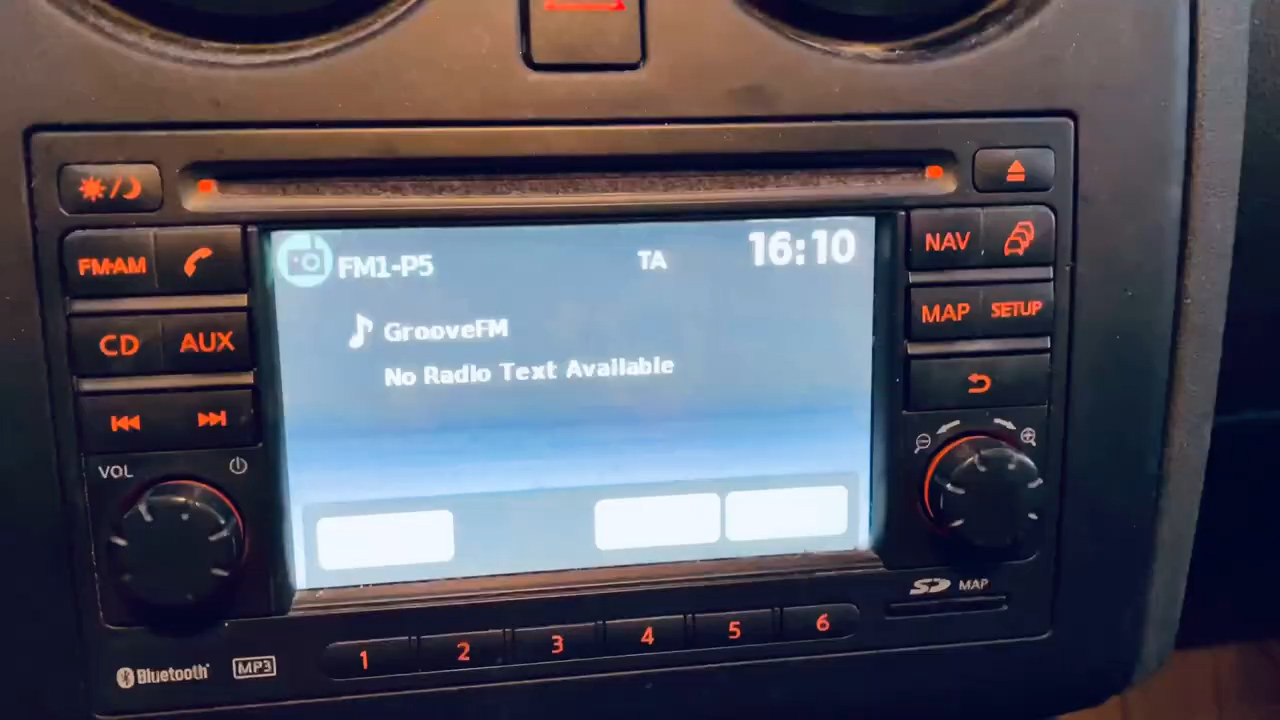 FM1-P5 TA 16:10
GrooveFM
No Radio Text Available
FM·AM
CD AUX
VOL
NAV
MAP SETUP
SD MAP
1 2 3 4 5 6
Bluetooth MP3